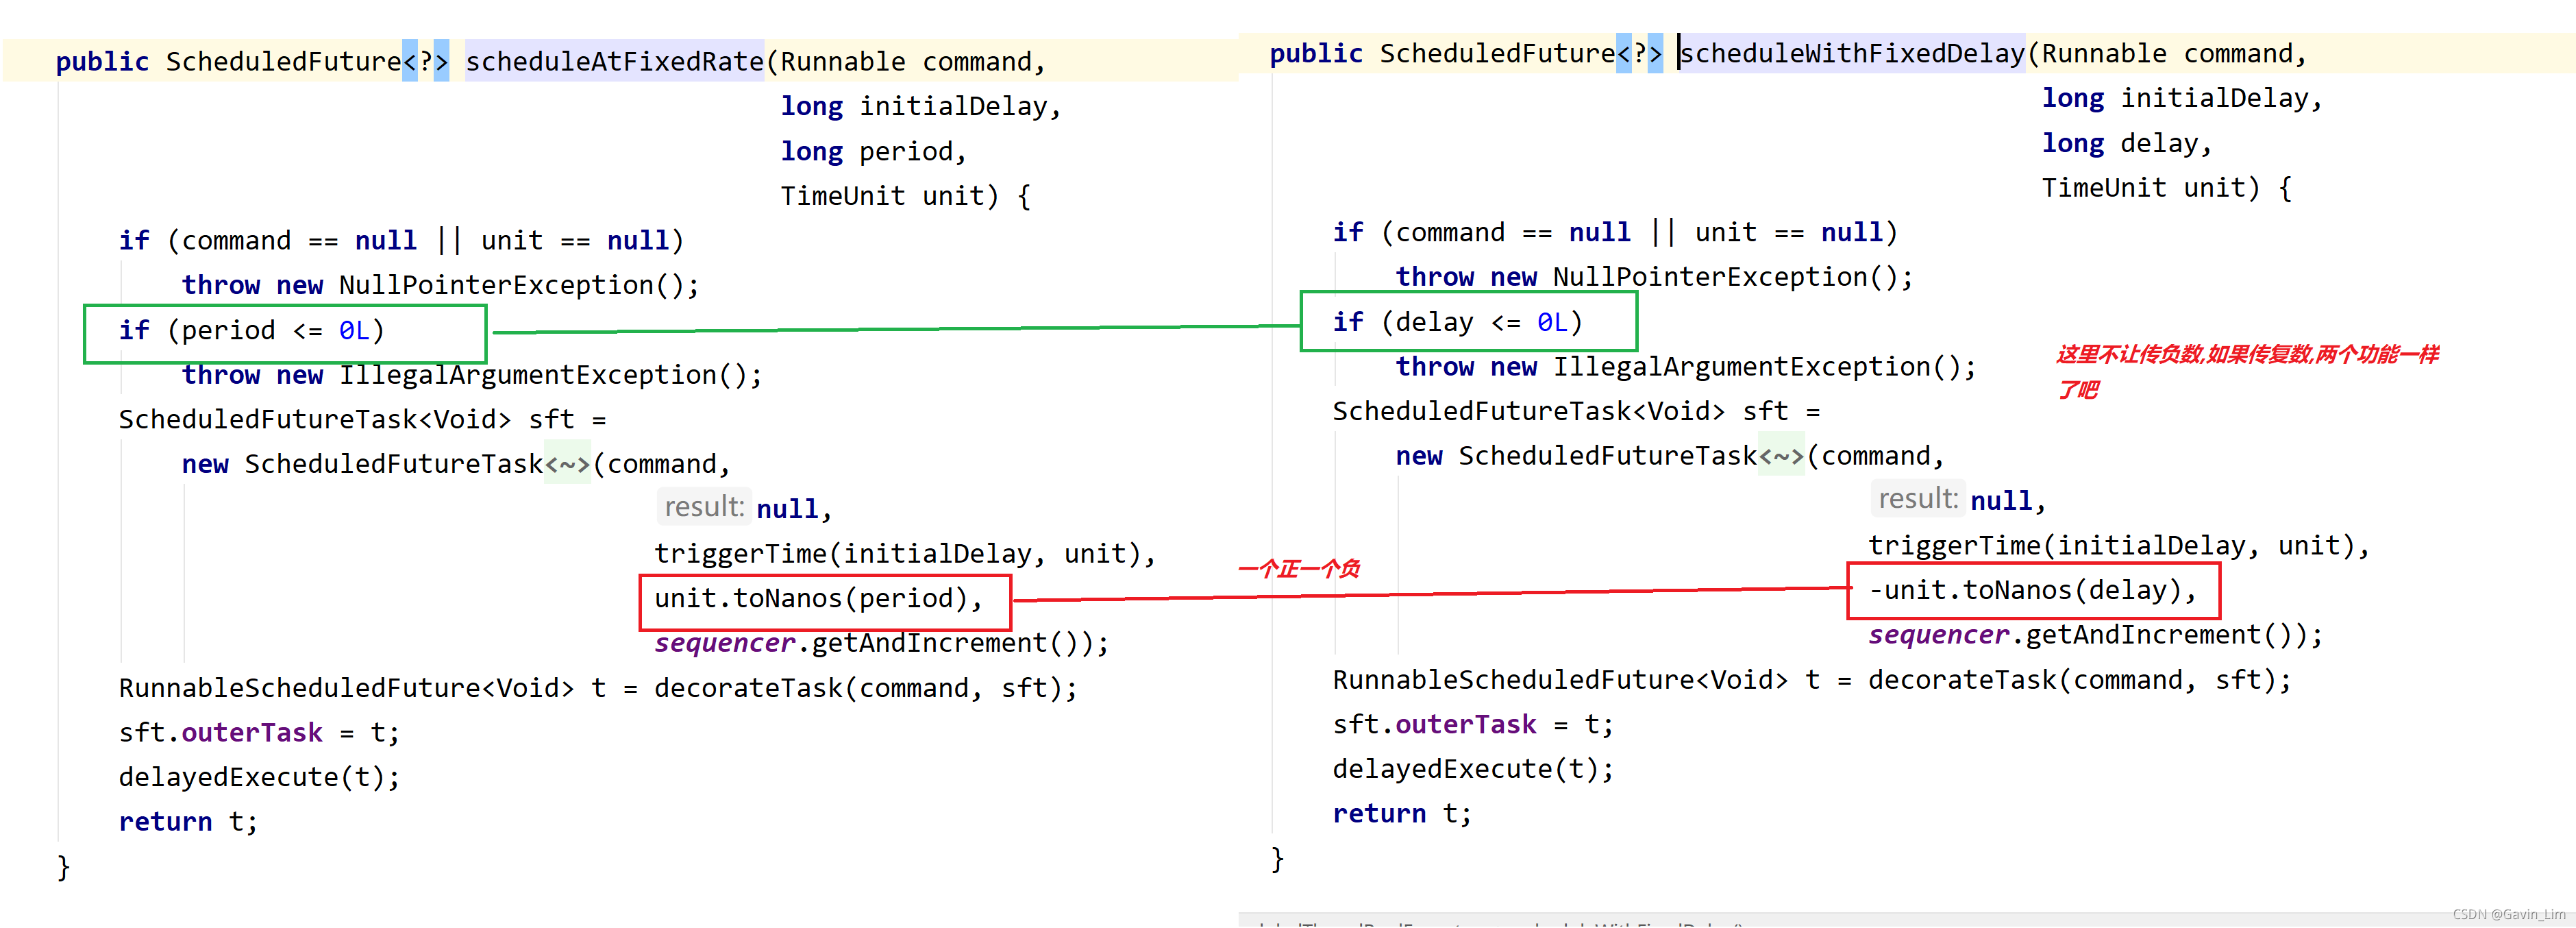 public ScheduledFuture<?> scheduleAtFixedRate(Runnable command,
long initialDelay,
long period,
TimeUnit unit) {
if (command == null || unit == null)
throw new NullPointerException();
if (period <= 0L)
throw new IllegalArgumentException();
ScheduledFutureTask<Void> sft =
new ScheduledFutureTask<~>(command,
result: null,
triggerTime(initialDelay, unit),
unit.toNanos(period),
sequencer.getAndIncrement());
RunnableScheduledFuture<Void> t = decorateTask(command, sft);
sft.outerTask = t;
delayedExecute(t);
return t;
}
一个正一个负
public ScheduledFuture<?> scheduleWithFixedDelay(Runnable command,
long initialDelay,
long delay,
TimeUnit unit) {
if (command == null || unit == null)
throw new NullPointerException();
if (delay <= 0L)
throw new IllegalArgumentException();
这里不让传负数,如果传复数,两个功能一样
了吧
ScheduledFutureTask<Void> sft =
new ScheduledFutureTask<~>(command,
result: null,
triggerTime(initialDelay, unit),
-unit.toNanos(delay),
sequencer.getAndIncrement());
RunnableScheduledFuture<Void> t = decorateTask(command, sft);
sft.outerTask = t;
delayedExecute(t);
return t;
}
CSDN @Gavin_Lim